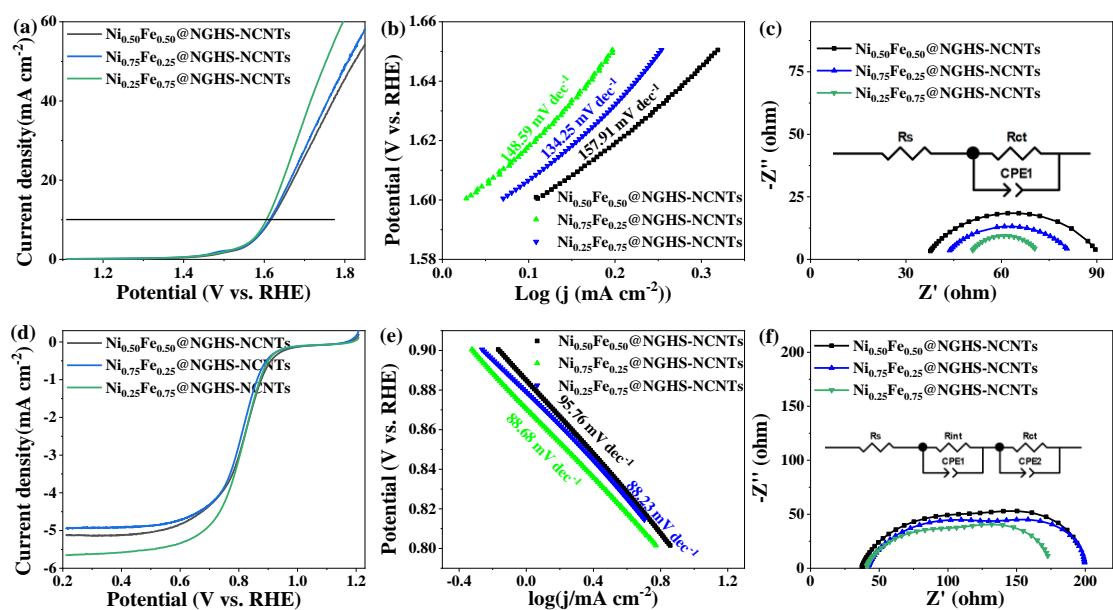 (a)
60
40
20
0
Current density(mA cm⁻²)
Ni₀.₅₀Fe₀.₅₀@NGHS-NCNTs
Ni₀.₇₅Fe₀.₂₅@NGHS-NCNTs
Ni₀.₂₅Fe₀.₇₅@NGHS-NCNTs
1.2 1.4 1.6 1.8
Potential (V vs. RHE)
(b)
1.66
1.64
1.62
1.60
1.58
Potential (V vs. RHE)
148.59 mV dec⁻¹
134.25 mV dec⁻¹
157.91 mV dec⁻¹
Ni₀.₅₀Fe₀.₅₀@NGHS-NCNTs
Ni₀.₇₅Fe₀.₂₅@NGHS-NCNTs
Ni₀.₂₅Fe₀.₇₅@NGHS-NCNTs
0.0 0.1 0.2 0.3
Log (j (mA cm⁻²))
(c)
75
50
25
0
-Z'' (ohm)
Ni₀.₅₀Fe₀.₅₀@NGHS-NCNTs
Ni₀.₇₅Fe₀.₂₅@NGHS-NCNTs
Ni₀.₂₅Fe₀.₇₅@NGHS-NCNTs
Rs Rct
CPE1
0 30 60 90
Z' (ohm)
(d)
0
-1
-2
-3
-4
-5
-6
Current density(mA cm⁻²)
Ni₀.₅₀Fe₀.₅₀@NGHS-NCNTs
Ni₀.₇₅Fe₀.₂₅@NGHS-NCNTs
Ni₀.₂₅Fe₀.₇₅@NGHS-NCNTs
0.2 0.4 0.6 0.8 1.0 1.2
Potential (V vs. RHE)
(e)
0.90
0.88
0.86
0.84
0.82
0.80
Potential (V vs. RHE)
Ni₀.₅₀Fe₀.₅₀@NGHS-NCNTs
Ni₀.₇₅Fe₀.₂₅@NGHS-NCNTs
Ni₀.₂₅Fe₀.₇₅@NGHS-NCNTs
95.76 mV dec⁻¹
88.68 mV dec⁻¹
88.23 mV dec⁻¹
-0.4 0.0 0.4 0.8 1.2
log(j/mA cm⁻²)
(f)
200
150
100
50
0
-Z'' (ohm)
Ni₀.₅₀Fe₀.₅₀@NGHS-NCNTs
Ni₀.₇₅Fe₀.₂₅@NGHS-NCNTs
Ni₀.₂₅Fe₀.₇₅@NGHS-NCNTs
Rs Rint Rct
CPE1 CPE2
0 50 100 150 200
Z' (ohm)